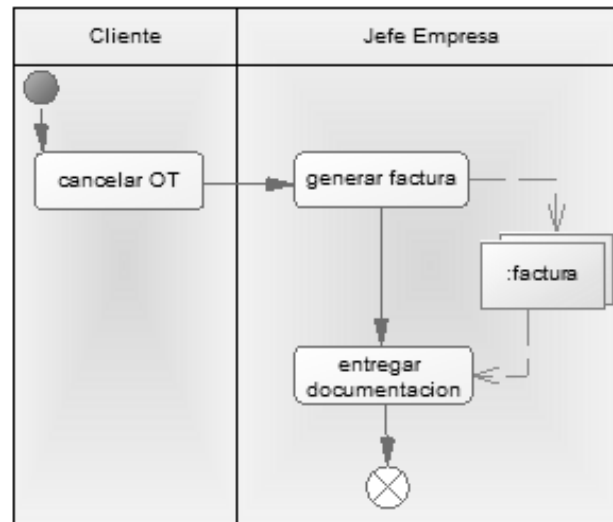 Cliente
Jefe Empresa
cancelar OT
generar factura
:factura
entregar
documentacion